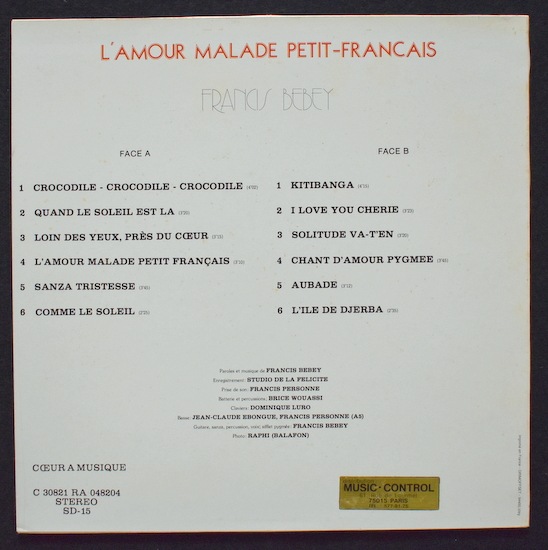 L'AMOUR MALADE PETIT-FRANCAIS
FRANCIS BEBEY
FACE A
1 CROCODILE - CROCODILE - CROCODILE
2 QUAND LE SOLEIL EST LA
3 LOIN DES YEUX, PRÈS DU CŒUR
4 L'AMOUR MALADE PETIT FRANÇAIS
5 SANZA TRISTESSE
6 COMME LE SOLEIL
FACE B
1 KITIBANGA
2 I LOVE YOU CHERIE
3 SOLITUDE VA-T'EN
4 CHANT D'AMOUR PYGMEE
5 AUBADE
6 L'ILE DE DJERBA
Paroles et musique de FRANCIS BEBEY
Enregistrement: STUDIO DE LA FELICITE
Prise de son: FRANCIS PERSONNE
Batterie et percussions: BRICE WOUASSI
Claviers: DOMINIQUE LURO
Basse: JEAN-CLAUDE EBONGUE, FRANCIS PERSONNE (A5)
Guitare, sanza, percussion, voix, sifflet pygmée: FRANCIS BEBEY
Photo: RAPHI (BALAFON)
CŒUR A MUSIQUE
C 30821 RA 048204
STEREO
SD-15
MUSIC - CONTROL
75015 PARIS